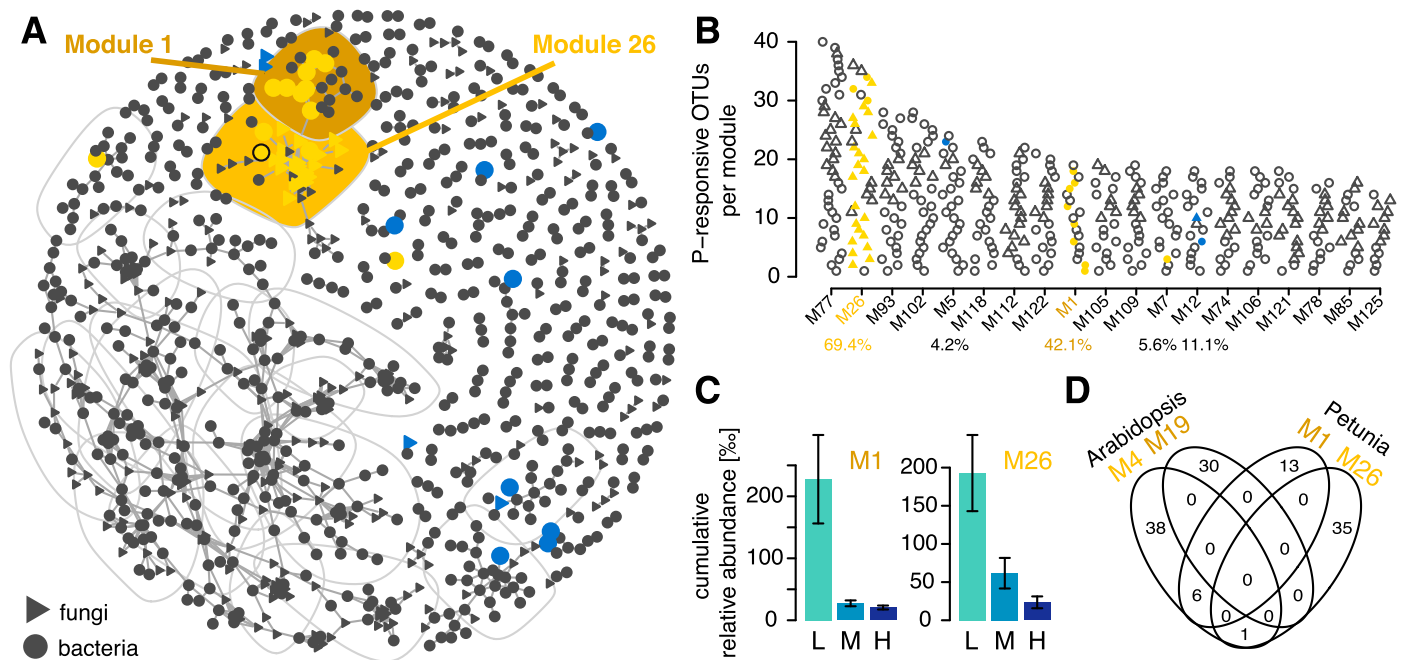 A
Module 1
Module 26
fungi
bacteria
B
P−responsive OTUs
per module
40
30
20
10
0
M77
M26
M93
M102
M5
M118
M112
M122
M1
M105
M109
M7
M12
M74
M106
M121
M78
M85
M125
69.4%
4.2%
42.1%
5.6%
11.1%
C
cumulative
relative abundance [‰]
M1
200
100
0
L M H
M26
200
150
100
50
0
L M H
D
Arabidopsis
M4 M19
Petunia
M1 M26
30
13
0
0
0
38
35
0
0
0
6
0
0
0
1